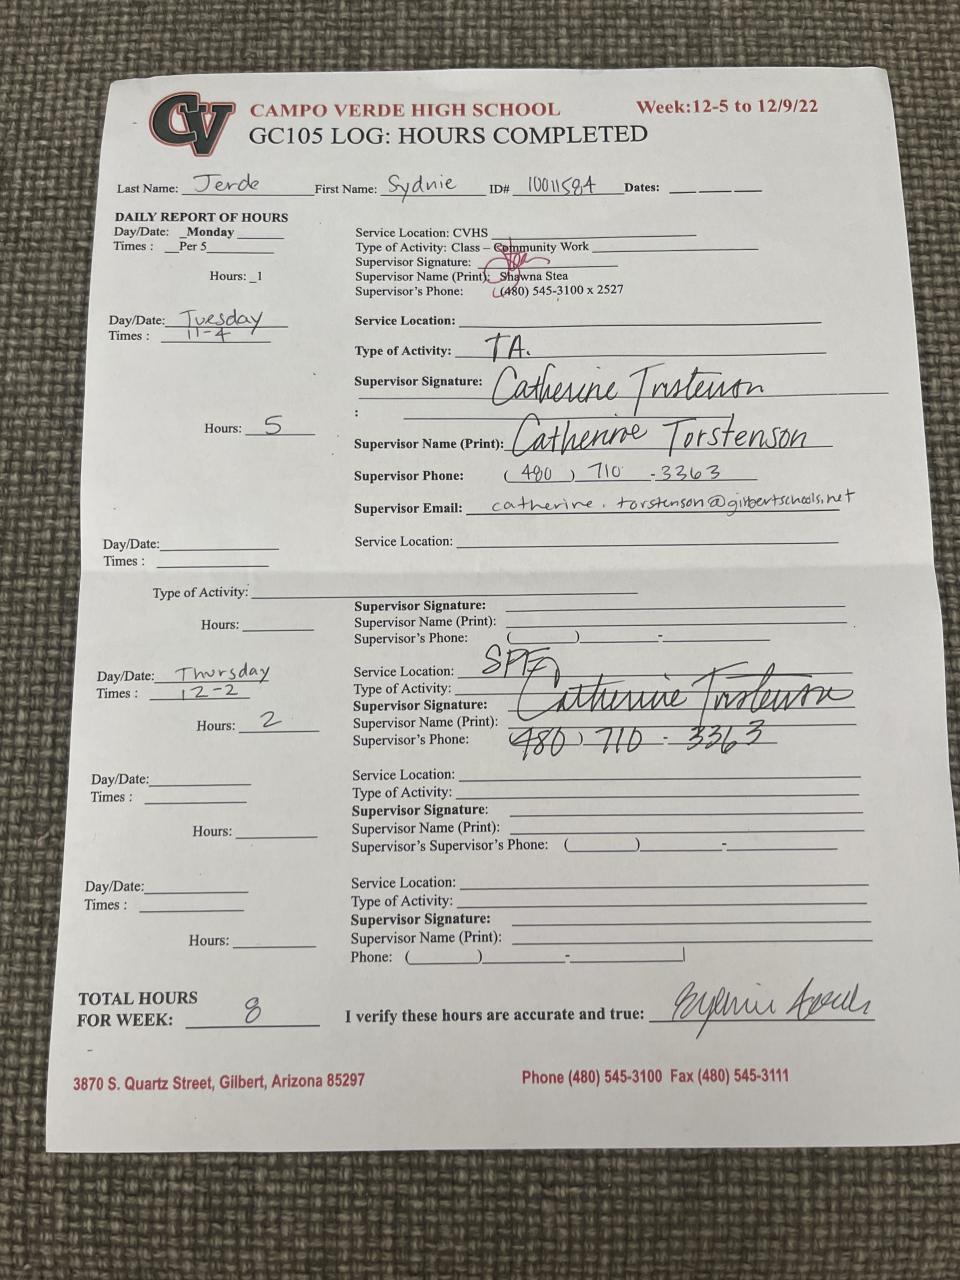 CV CAMPO VERDE HIGH SCHOOL Week:12-5 to 12/9/22
GC105 LOG: HOURS COMPLETED
Last Name: Jerde First Name: Sydnie ID# 10011584 Dates: ___ ___ ___
DAILY REPORT OF HOURS
Day/Date: _Monday Service Location: CVHS
Times : Per 5 Type of Activity: Class – Community Work
Supervisor Signature:
Hours: _1 Supervisor Name (Print): Shawna Stea
Supervisor's Phone: (480) 545-3100 x 2527
Day/Date: Tuesday Service Location:
Times : 11-4
Type of Activity: TA.
Supervisor Signature: Catherine Torstenson
:
Hours: 5 Supervisor Name (Print): Catherine Torstenson
Supervisor Phone: (480) 710-3363
Supervisor Email: catherine.torstenson@gilbertschools.net
Day/Date: Service Location:
Times :
Type of Activity:
Supervisor Signature:
Hours: Supervisor Name (Print):
Supervisor's Phone: ( ) -
Day/Date: Thursday Service Location:
Times : 12-2 Type of Activity:
Supervisor Signature: Catherine Torstenson
Hours: 2 Supervisor Name (Print):
Supervisor's Phone: (480) 710-3363
Day/Date: Service Location:
Times : Type of Activity:
Supervisor Signature:
Hours: Supervisor Name (Print):
Supervisor's Supervisor's Phone: ( ) -
Day/Date: Service Location:
Times : Type of Activity:
Supervisor Signature:
Hours: Supervisor Name (Print):
Phone: ( ) -
TOTAL HOURS
FOR WEEK: 8 I verify these hours are accurate and true:
3870 S. Quartz Street, Gilbert, Arizona 85297 Phone (480) 545-3100 Fax (480) 545-3111